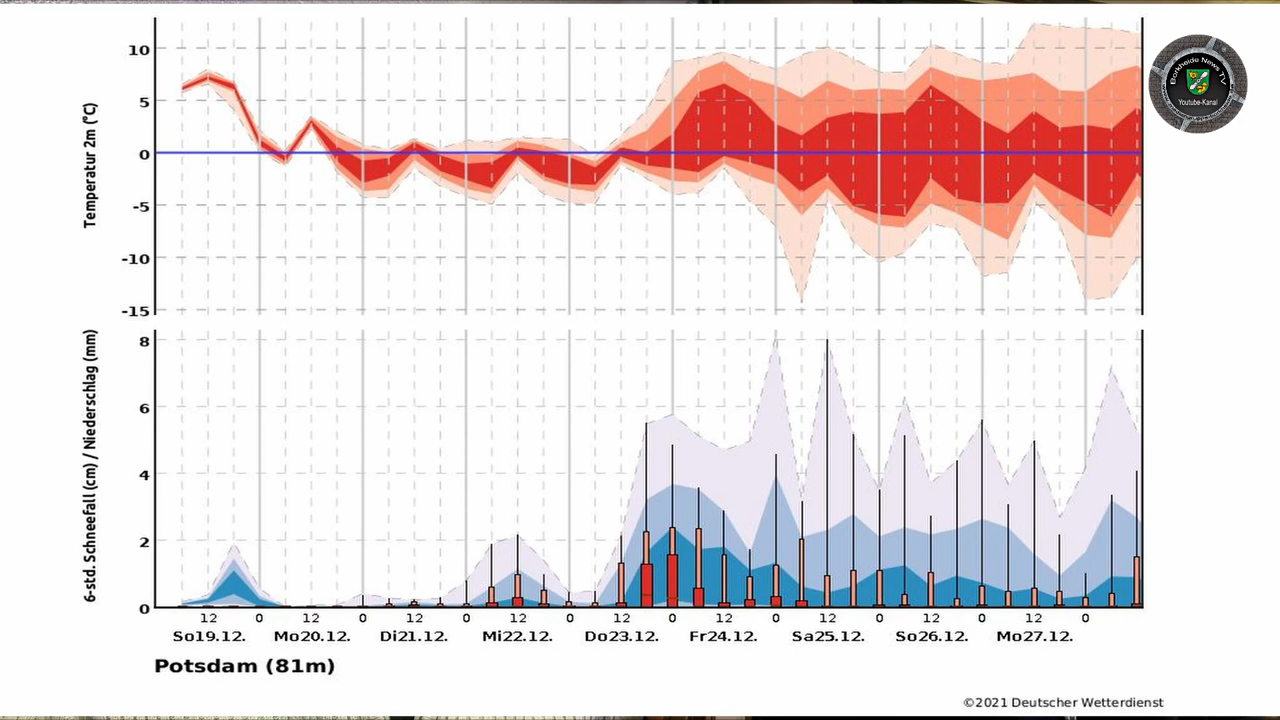 10
5
0
-5
-10
-15
Temperatur 2m (°C)
8
6
4
2
0
6-std. Schneefall (cm) / Niederschlag (mm)
12 0 12 0 12 0 12 0 12 0 12 0 12 0 12 0 12 0
So19.12. Mo20.12. Di21.12. Mi22.12. Do23.12. Fr24.12. Sa25.12. So26.12. Mo27.12.
Potsdam (81m)
©2021 Deutscher Wetterdienst
Borkheide News TV
Youtube-Kanal